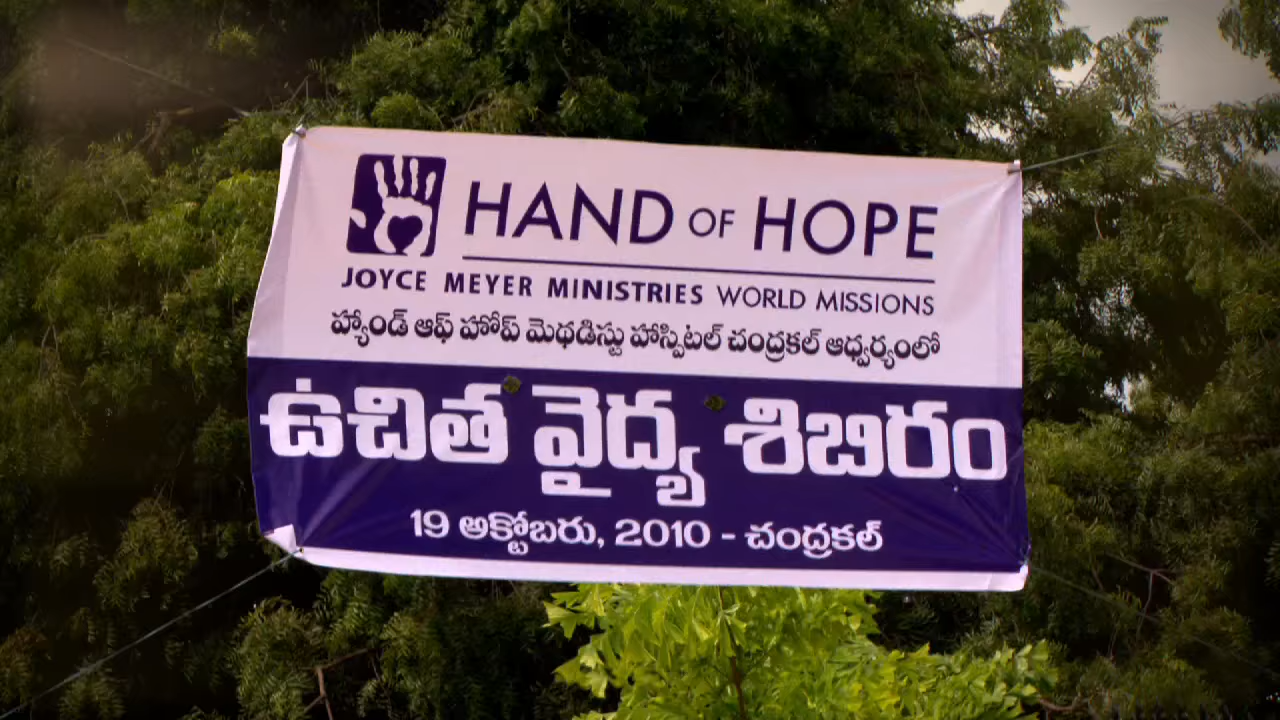 HAND OF HOPE
JOYCE MEYER MINISTRIES WORLD MISSIONS
హ్యాండ్ ఆఫ్ హోప్ మెథడిస్టు హాస్పిటల్ చంద్రకల్ ఆధ్వర్యంలో
ఉచిత వైద్య శిబిరం
19 అక్టోబరు, 2010 - చంద్రకల్